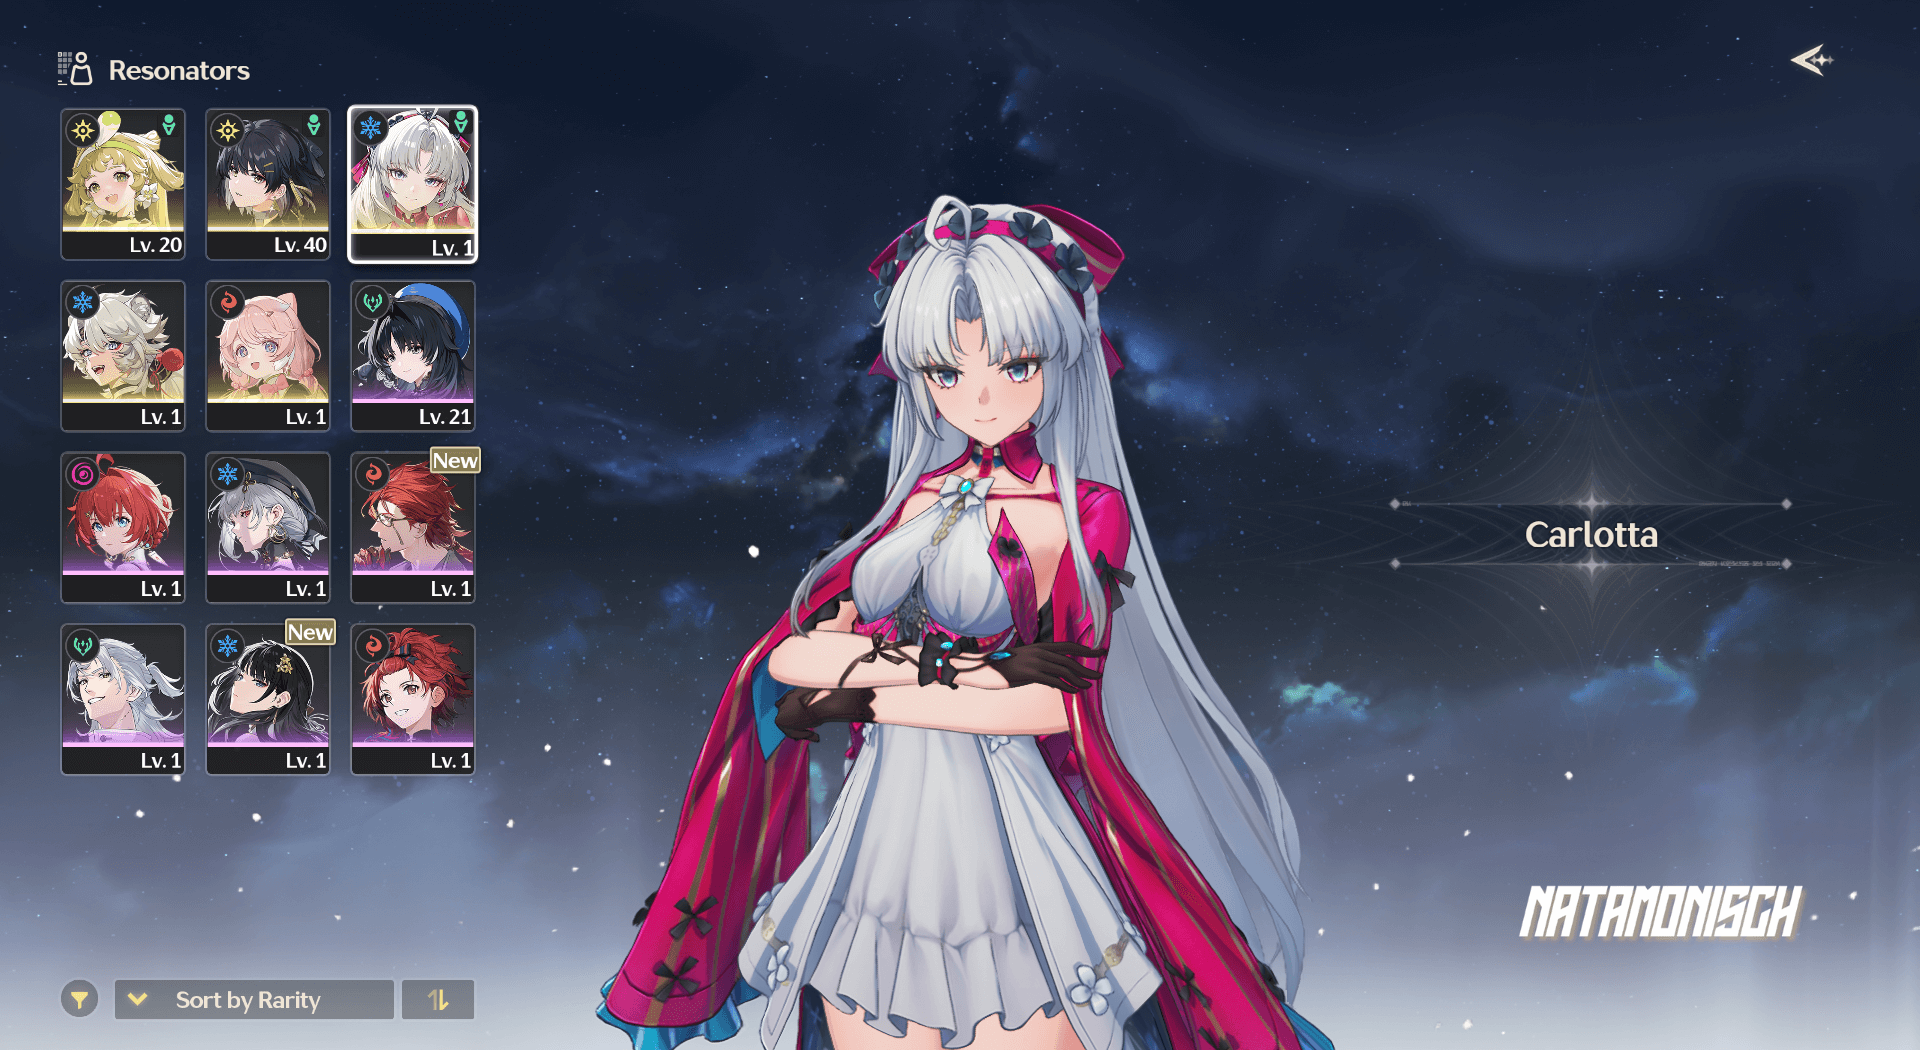 Resonators
Lv. 20
Lv. 40
Lv. 1
Lv. 1
Lv. 1
Lv. 21
New
Lv. 1
Lv. 1
Lv. 1
New
Lv. 1
Lv. 1
Lv. 1
Carlotta
NATAMONISCH
Sort by Rarity